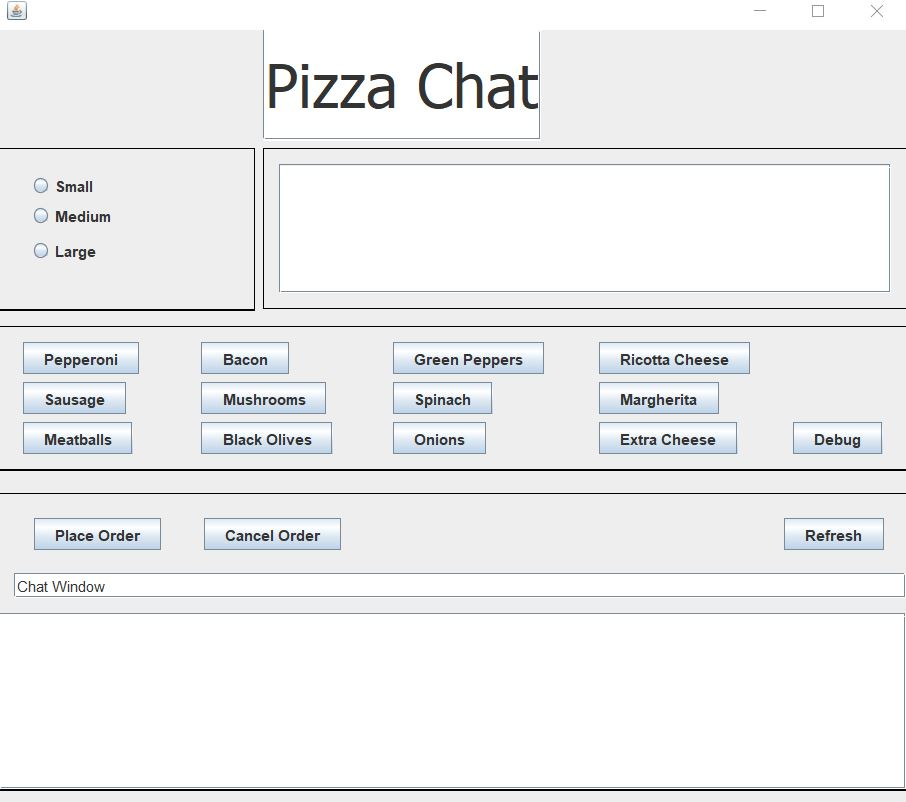 Pizza Chat
Small
Medium
Large
Pepperoni Bacon Green Peppers Ricotta Cheese
Sausage Mushrooms Spinach Margherita
Meatballs Black Olives Onions Extra Cheese Debug
Place Order Cancel Order Refresh
Chat Window